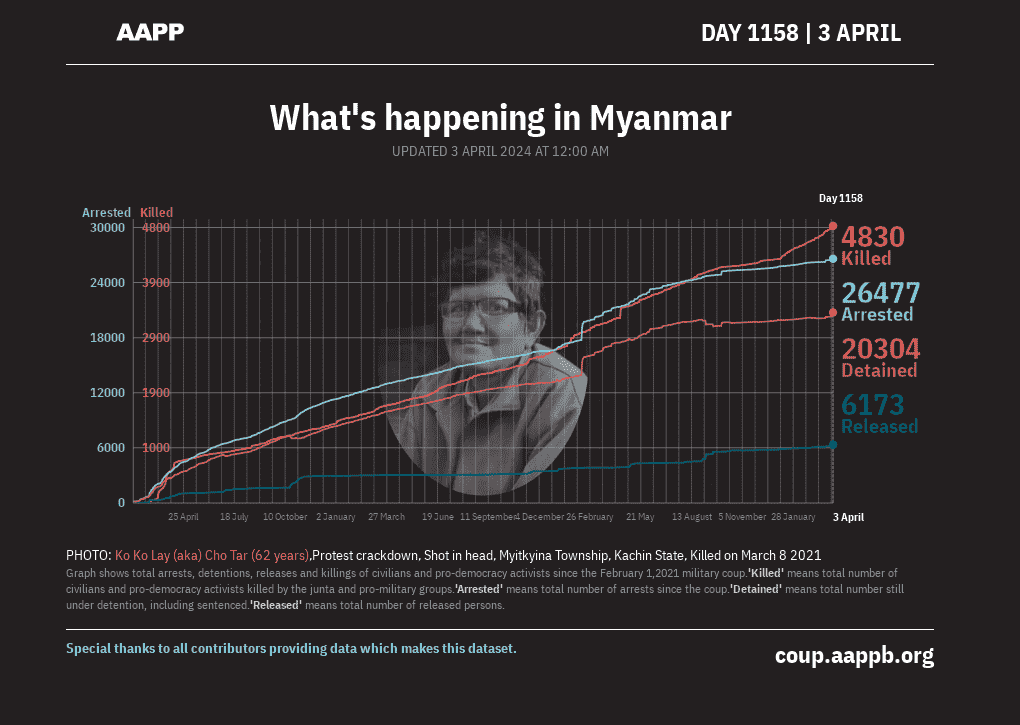 AAPP
DAY 1158 | 3 APRIL
What's happening in Myanmar
UPDATED 3 APRIL 2024 AT 12:00 AM
Day 1158
Arrested Killed
30000 4800
24000 3900
18000 2900
12000 1900
6000 1000
0
4830
Killed
26477
Arrested
20304
Detained
6173
Released
25 April 18 July 10 October 2 January 27 March 19 June 11 September 4 December 26 February 21 May 13 August 5 November 28 January 3 April
PHOTO: Ko Ko Lay (aka) Cho Tar (62 years),Protest crackdown, Shot in head, Myitkyina Township, Kachin State, Killed on March 8 2021
Graph shows total arrests, detentions, releases and killings of civilians and pro-democracy activists since the February 1,2021 military coup.'Killed' means total number of
civilians and pro-democracy activists killed by the junta and pro-military groups.'Arrested' means total number of arrests since the coup.'Detained' means total number still
under detention, including sentenced.'Released' means total number of released persons.
Special thanks to all contributors providing data which makes this dataset.
coup.aappb.org